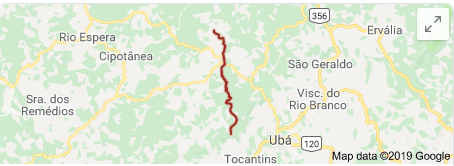 356
Ervália
Rio Espera
Cipotânea
São Geraldo
Visc. do
Rio Branco
Sra. dos
Remédios
Ubá
120
Tocantins
Map data ©2019 Google